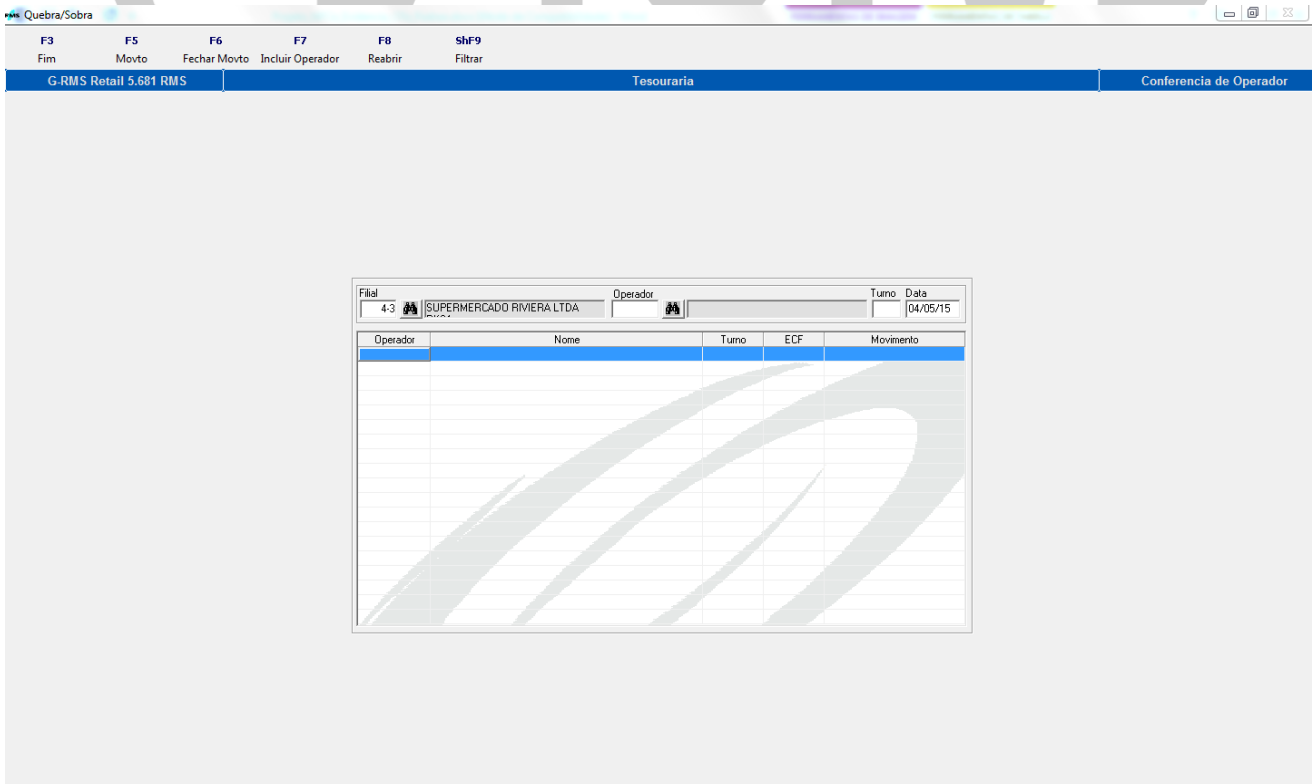 RMS Quebra/Sobra
F3 F5 F6 F7 F8 ShF9
Fim Movto Fechar Movto Incluir Operador Reabrir Filtrar
G-RMS Retail 5.681 RMS Tesouraria Conferencia de Operador
Filial Operador Turno Data
4-3 SUPERMERCADO RIVIERA LTDA 04/05/15
Operador Nome Turno ECF Movimento